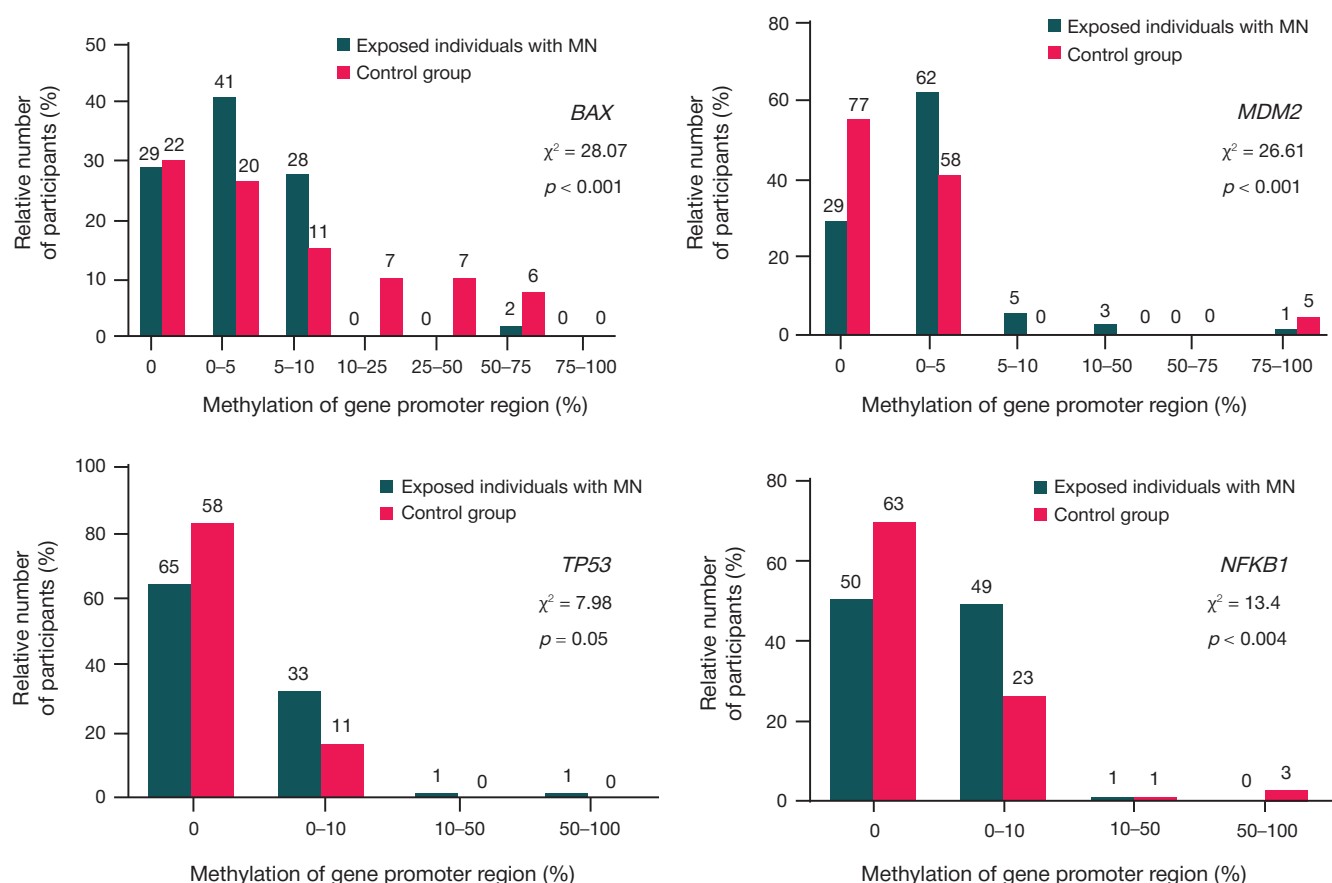 Relative number
of participants (%)
50
40
30
20
10
0
Exposed individuals with MN
Control group
BAX
χ² = 28.07
p < 0.001
29 22 41 20 28 11 0 7 0 7 2 6 0 0
0 0–5 5–10 10–25 25–50 50–75 75–100
Methylation of gene promoter region (%)
Relative number
of participants (%)
80
60
40
20
0
Exposed individuals with MN
Control group
MDM2
χ² = 26.61
p < 0.001
29 77 62 58 5 0 3 0 0 0 1 5
0 0–5 5–10 10–50 50–75 75–100
Methylation of gene promoter region (%)
Relative number
of participants (%)
100
80
60
40
20
0
Exposed individuals with MN
Control group
TP53
χ² = 7.98
p = 0.05
65 58 33 11 1 0 1 0
0 0–10 10–50 50–100
Methylation of gene promoter region (%)
Relative number
of participants (%)
80
60
40
20
0
Exposed individuals with MN
Control group
NFKB1
χ² = 13.4
p < 0.004
50 63 49 23 1 1 0 3
0 0–10 10–50 50–100
Methylation of gene promoter region (%)